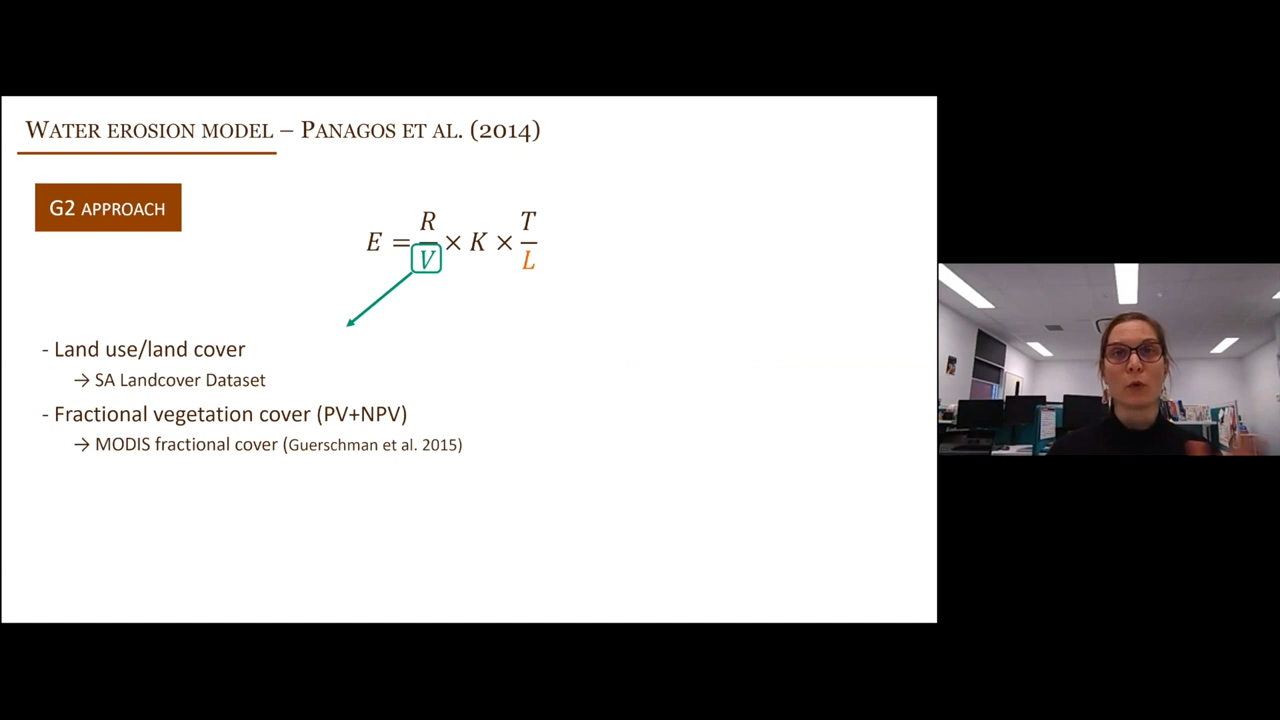 WATER EROSION MODEL – PANAGOS ET AL. (2014)
G2 APPROACH
E = R/V × K × T/L
- Land use/land cover
→ SA Landcover Dataset
- Fractional vegetation cover (PV+NPV)
→ MODIS fractional cover (Guerschman et al. 2015)